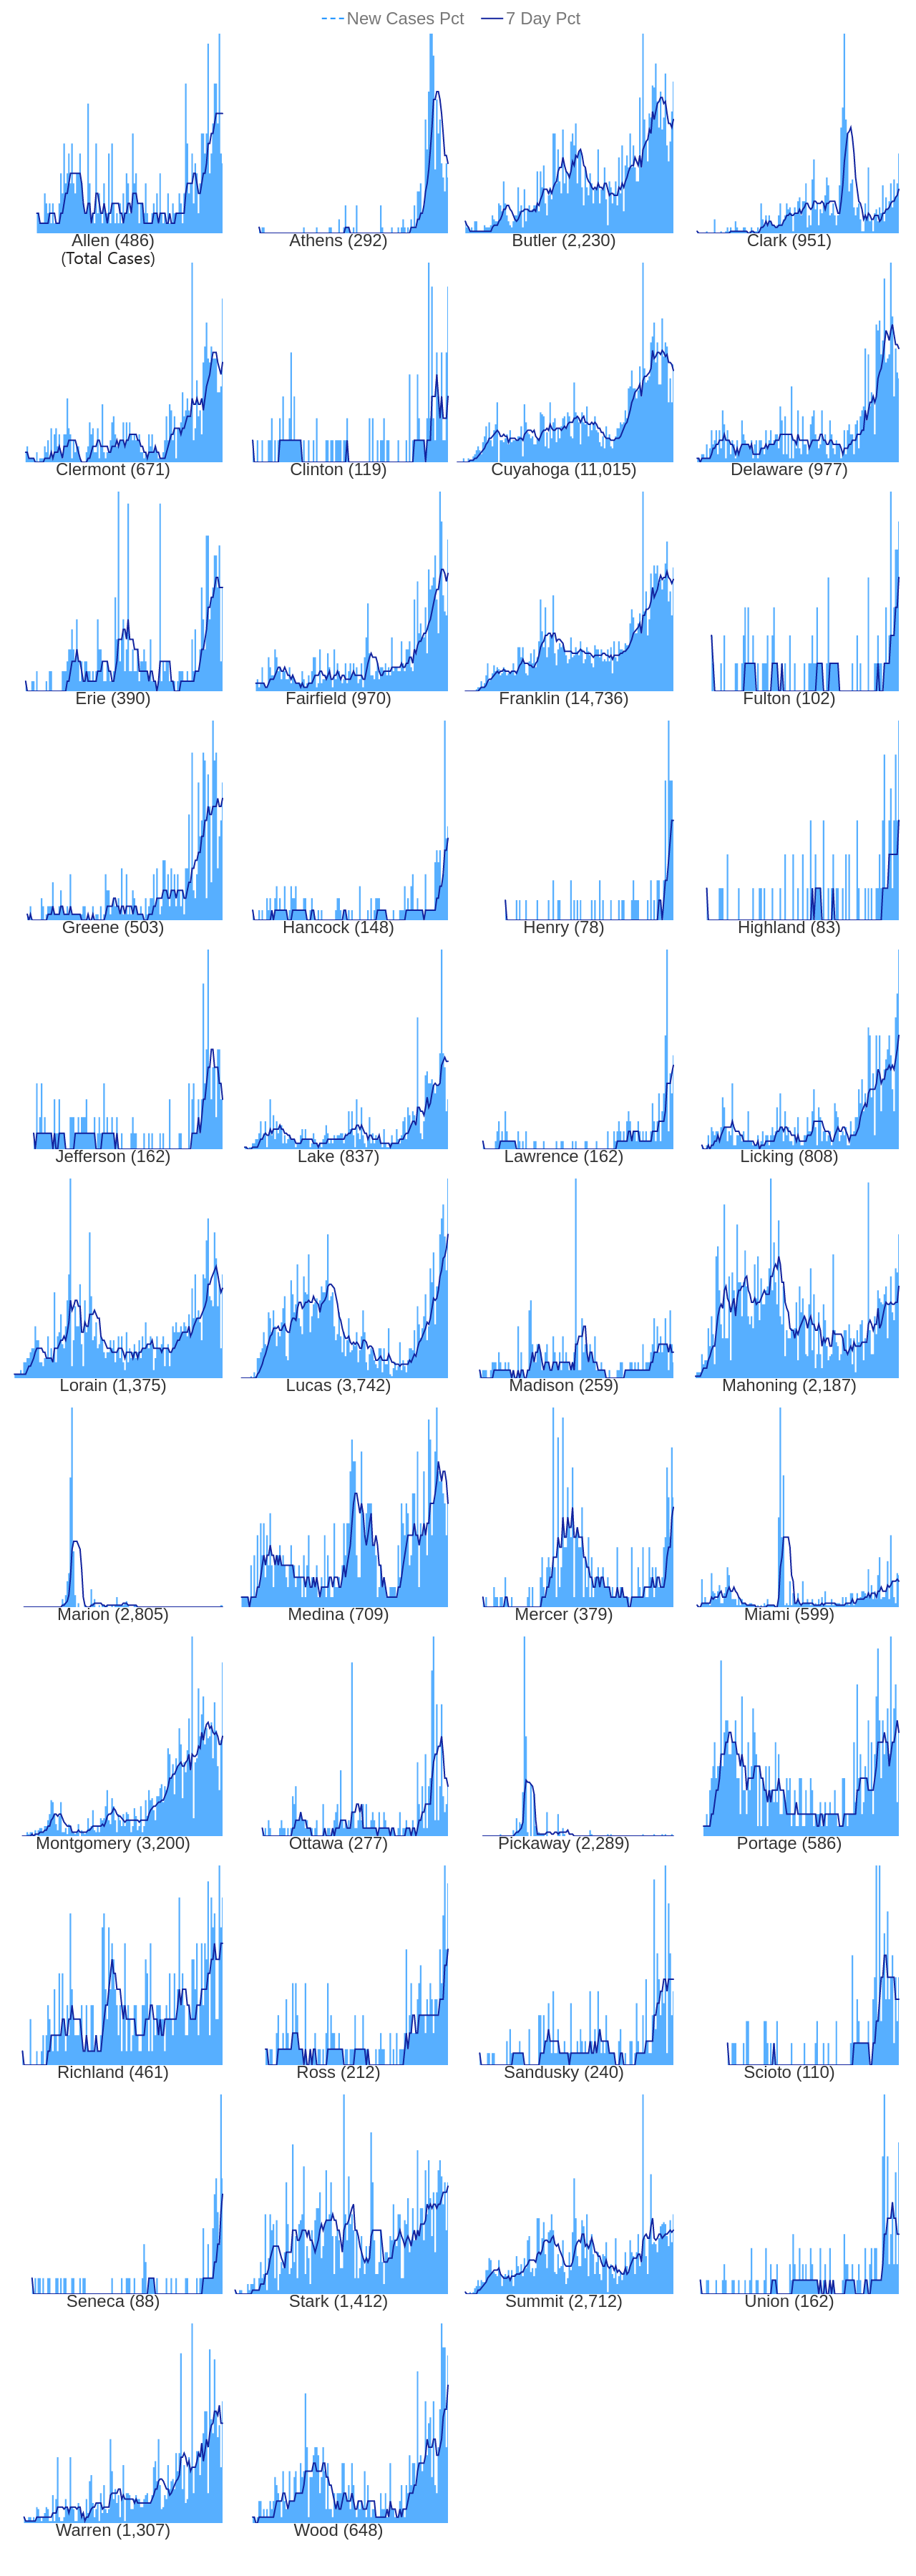 New Cases Pct 7 Day Pct
Allen (486) Athens (292) Butler (2,230) Clark (951)
(Total Cases)
Clermont (671) Clinton (119) Cuyahoga (11,015) Delaware (977)
Erie (390) Fairfield (970) Franklin (14,736) Fulton (102)
Greene (503) Hancock (148) Henry (78) Highland (83)
Jefferson (162) Lake (837) Lawrence (162) Licking (808)
Lorain (1,375) Lucas (3,742) Madison (259) Mahoning (2,187)
Marion (2,805) Medina (709) Mercer (379) Miami (599)
Montgomery (3,200) Ottawa (277) Pickaway (2,289) Portage (586)
Richland (461) Ross (212) Sandusky (240) Scioto (110)
Seneca (88) Stark (1,412) Summit (2,712) Union (162)
Warren (1,307) Wood (648)